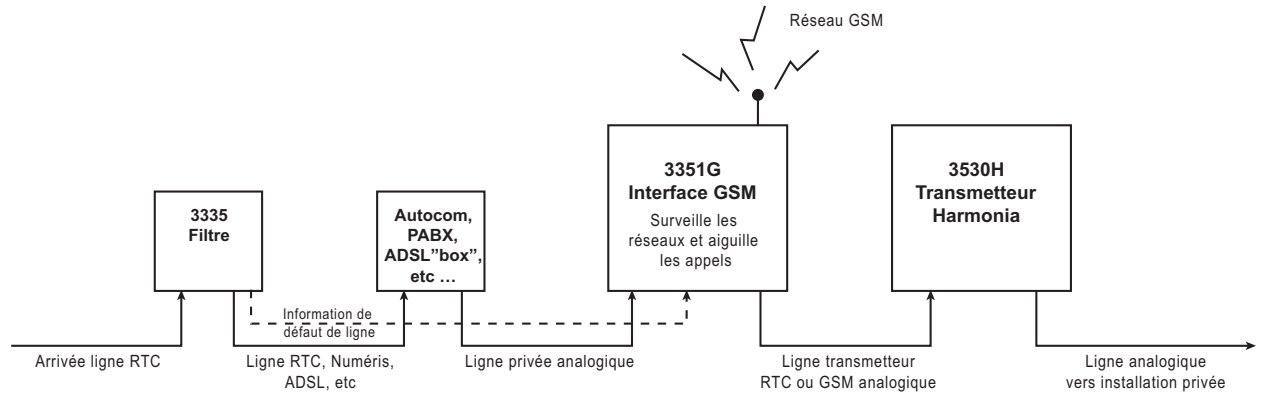 Réseau GSM
3351G
Interface GSM
Surveille les
réseaux et aiguille
les appels
3530H
Transmetteur
Harmonia
3335
Filtre
Autocom,
PABX,
ADSL”box”,
etc …
Information de
défaut de ligne
Arrivée ligne RTC
Ligne RTC, Numéris,
ADSL, etc
Ligne privée analogique
Ligne transmetteur
RTC ou GSM analogique
Ligne analogique
vers installation privée